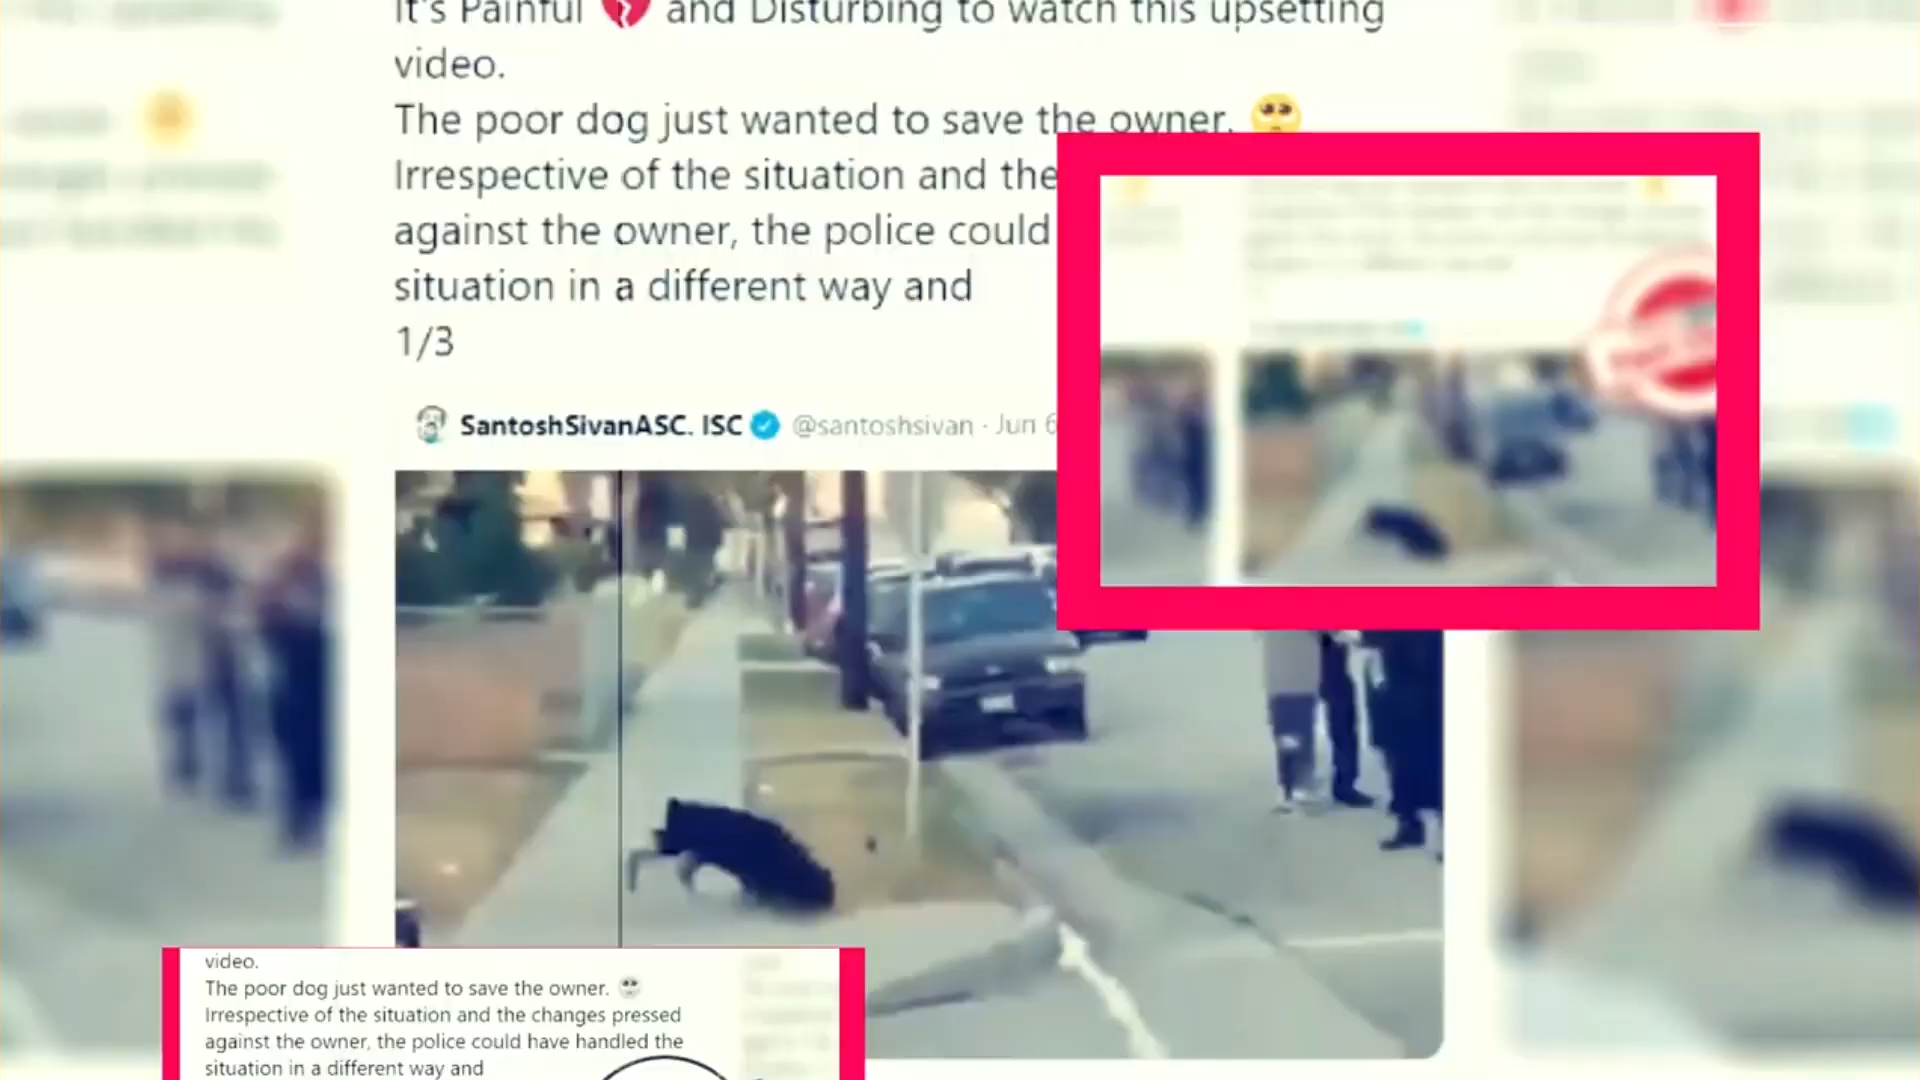 It's Painful 💔 and Disturbing to watch this upsetting
video.
The poor dog just wanted to save the owner. 🥺
Irrespective of the situation and the
against the owner, the police could
situation in a different way and
1/3
SantoshSivanASC. ISC @santoshsivan · Jun 6
video.
The poor dog just wanted to save the owner. 🥺
Irrespective of the situation and the changes pressed
against the owner, the police could have handled the
situation in a different way and